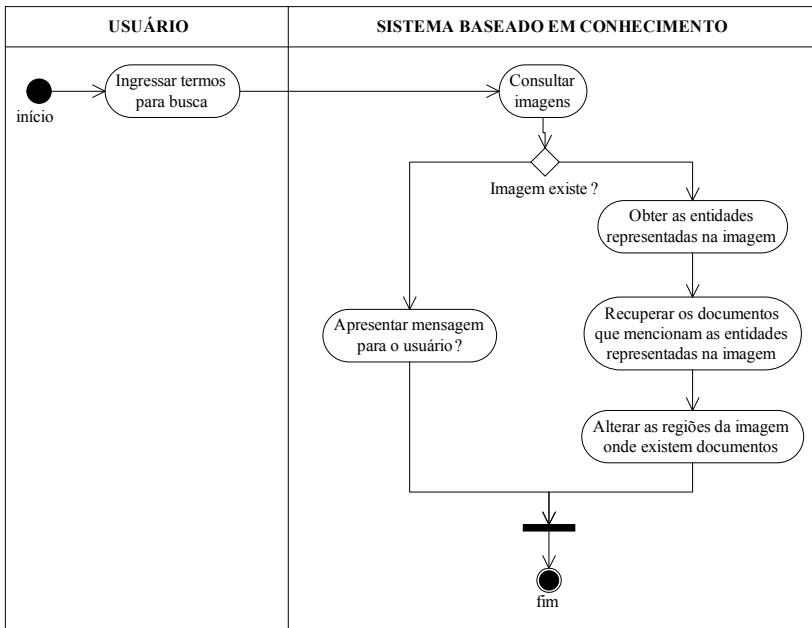 USUÁRIO
SISTEMA BASEADO EM CONHECIMENTO
início
Ingressar termos
para busca
Consultar
imagens
Imagem existe ?
Obter as entidades
representadas na imagem
Apresentar mensagem
para o usuário ?
Recuperar os documentos
que mencionam as entidades
representadas na imagem
Alterar as regiões da imagem
onde existem documentos
fim